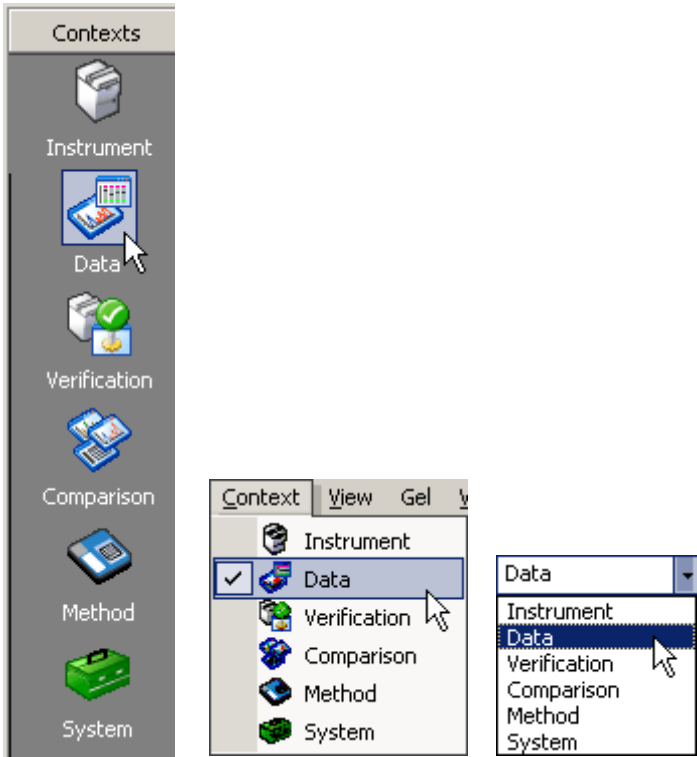 Contexts
Instrument
Data
Verification
Comparison
Method
System
Context View Gel
Instrument
Data
Verification
Comparison
Method
System
Data
Instrument
Data
Verification
Comparison
Method
System